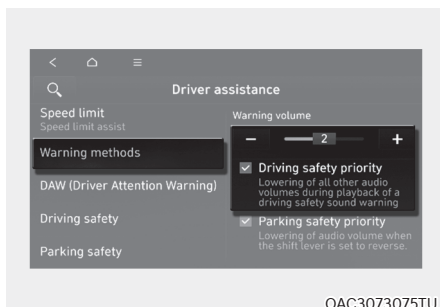 Driver assistance
Speed limit
Speed limit assist
Warning methods
DAW (Driver Attention Warning)
Driving safety
Parking safety
Warning volume
− 2 +
Driving safety priority
Lowering of all other audio
volumes during playback of a
driving safety sound warning
Parking safety priority
Lowering of audio volume when
the shift lever is set to reverse.
OAC3073075TU